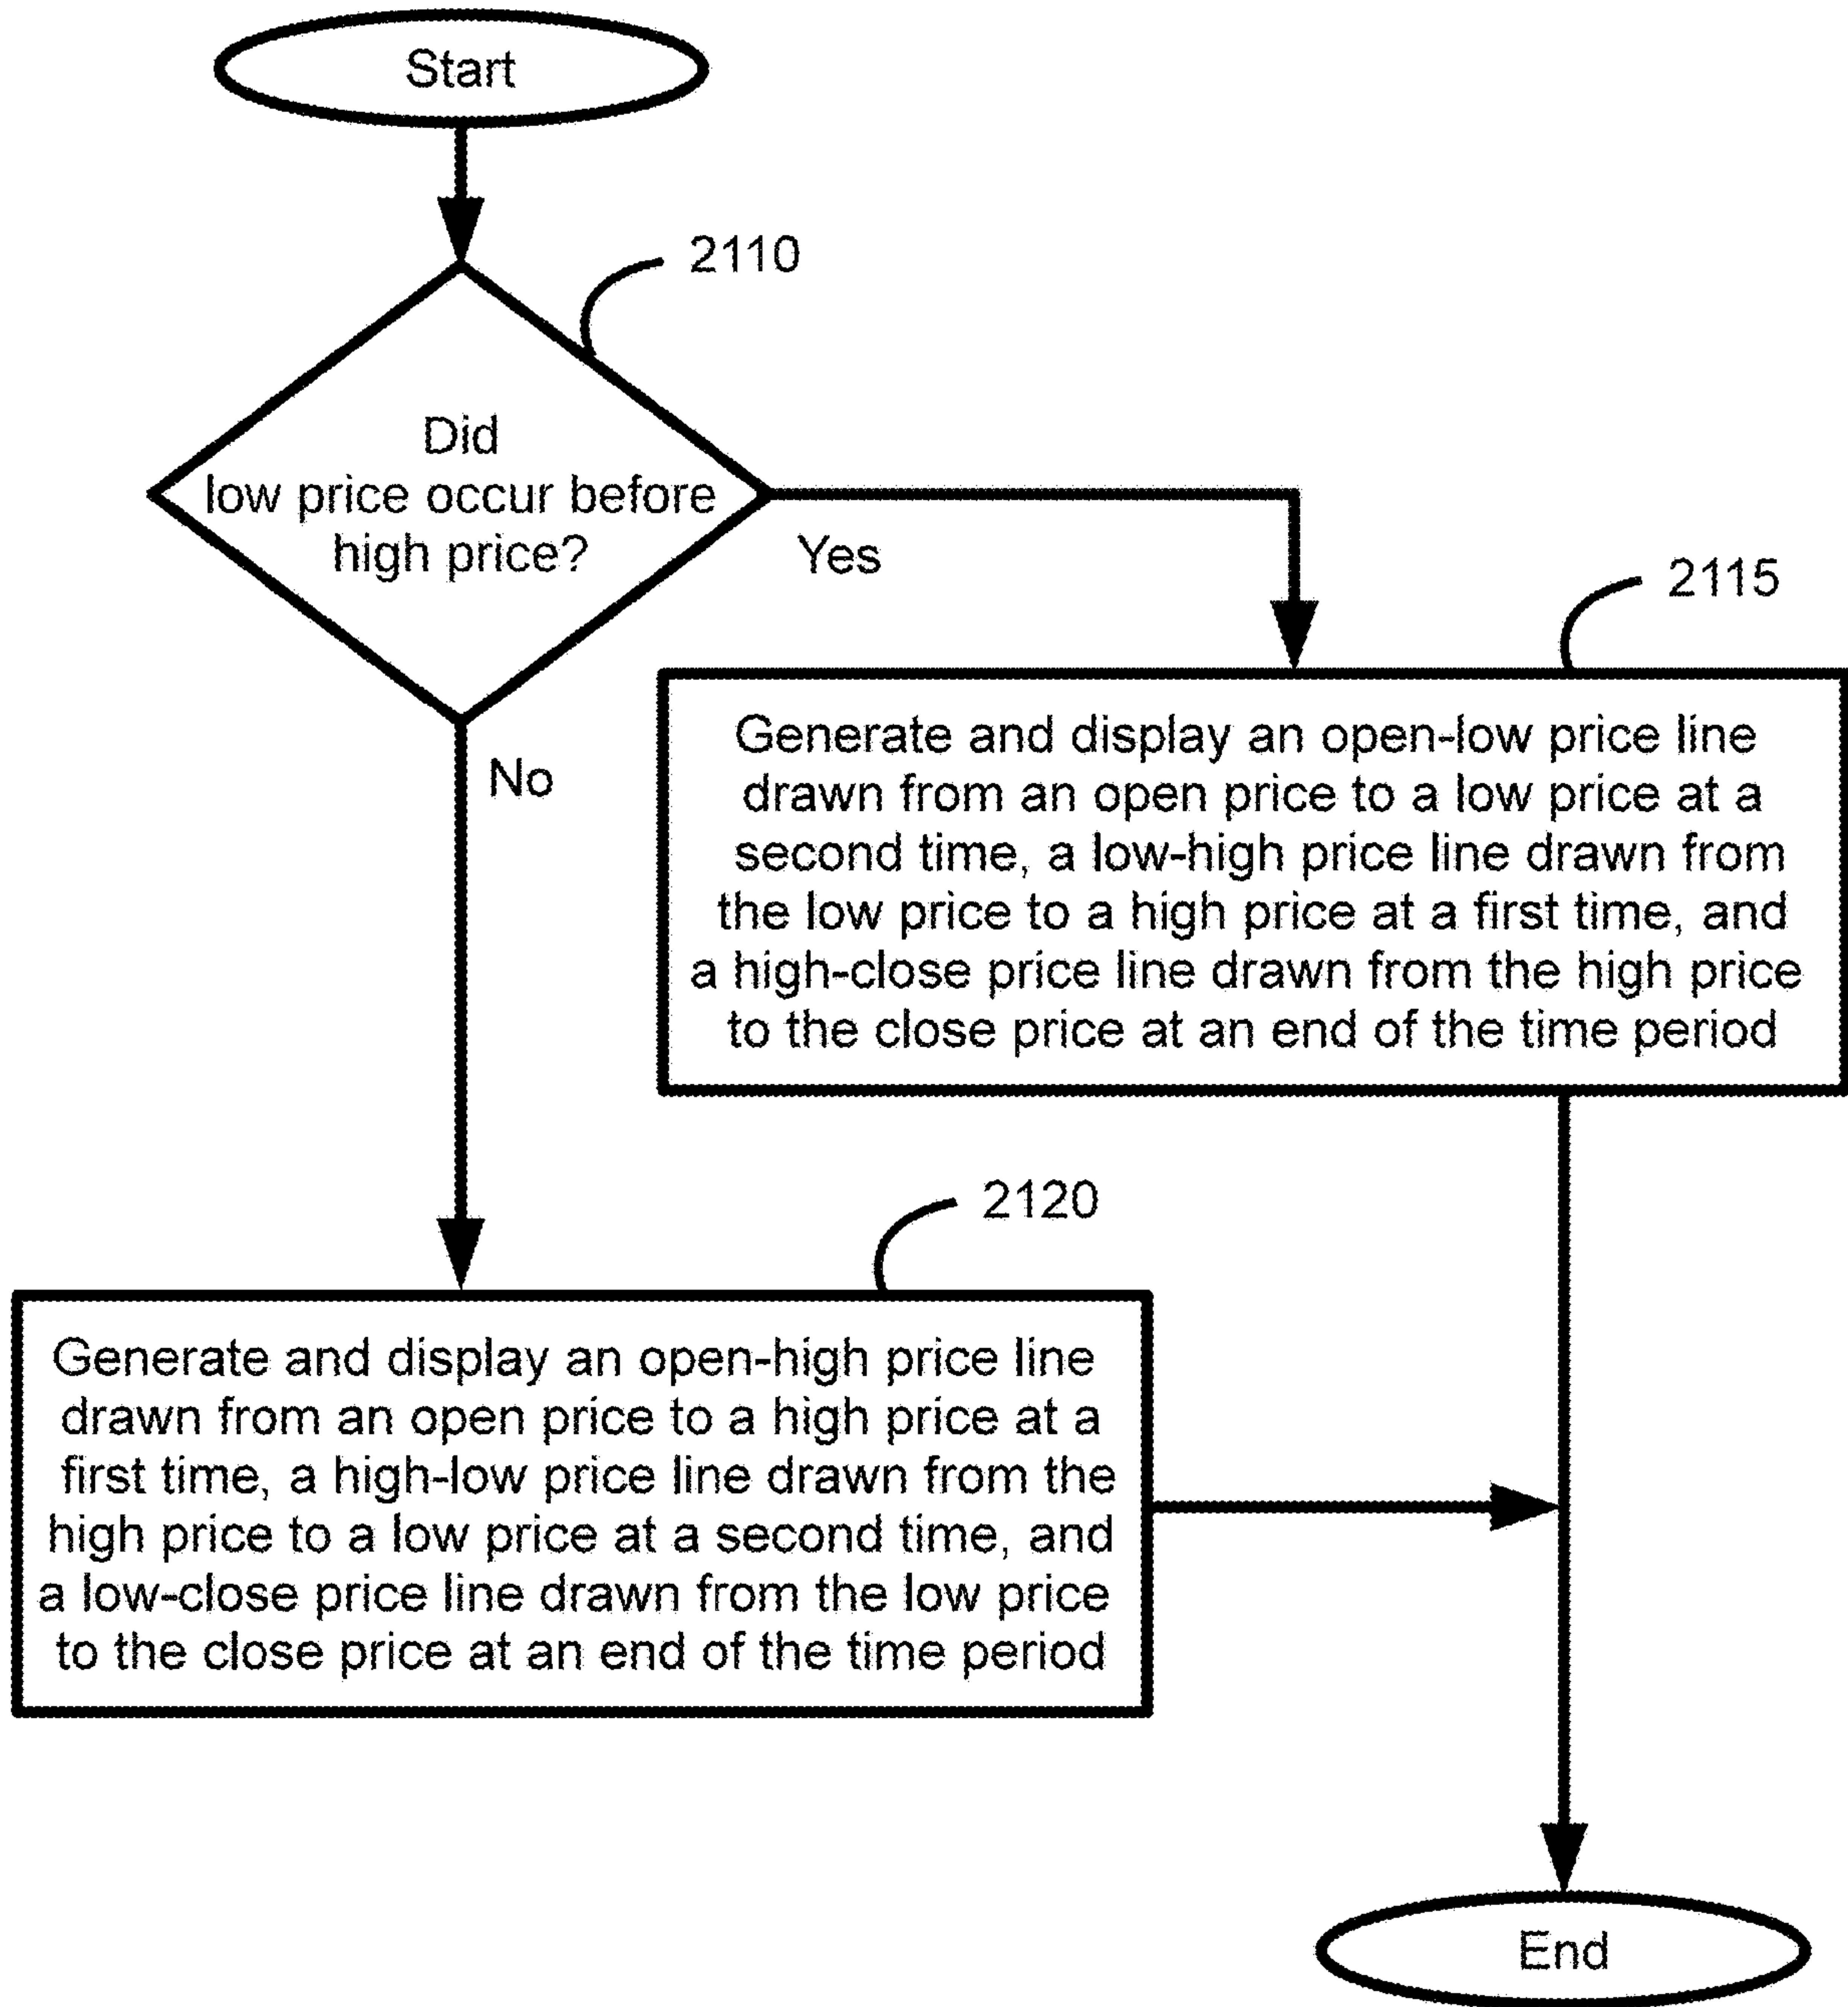 Start
2110
Did
low price occur before
high price?
Yes
No
2115
Generate and display an open-low price line
drawn from an open price to a low price at a
second time, a low-high price line drawn from
the low price to a high price at a first time, and
a high-close price line drawn from the high price
to the close price at an end of the time period
2120
Generate and display an open-high price line
drawn from an open price to a high price at a
first time, a high-low price line drawn from the
high price to a low price at a second time, and
a low-close price line drawn from the low price
to the close price at an end of the time period
End